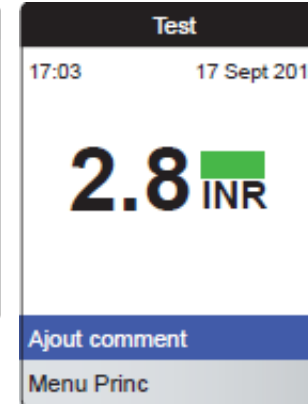 Test
17:03 17 Sept 201
2.8 INR
Ajout comment
Menu Princ